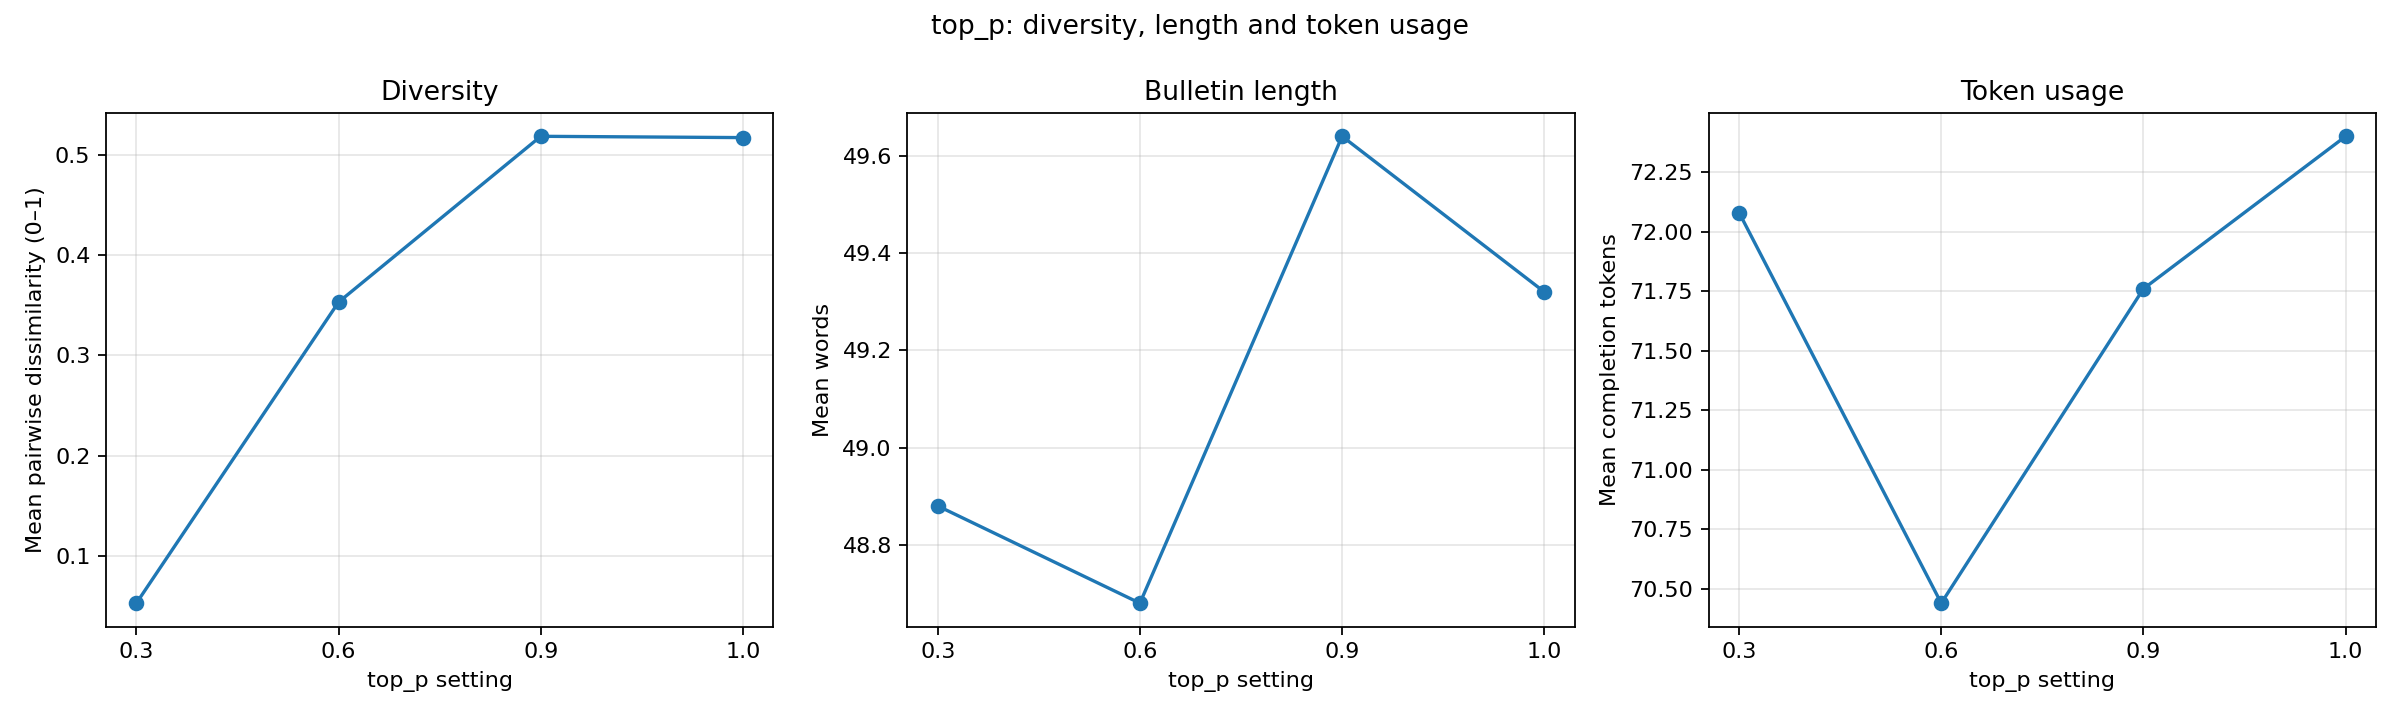 top_p: diversity, length and token usage
Diversity
Mean pairwise dissimilarity (0–1)
0.5
0.4
0.3
0.2
0.1
0.3 0.6 0.9 1.0
top_p setting
Bulletin length
Mean words
49.6
49.4
49.2
49.0
48.8
0.3 0.6 0.9 1.0
top_p setting
Token usage
Mean completion tokens
72.25
72.00
71.75
71.50
71.25
71.00
70.75
70.50
0.3 0.6 0.9 1.0
top_p setting